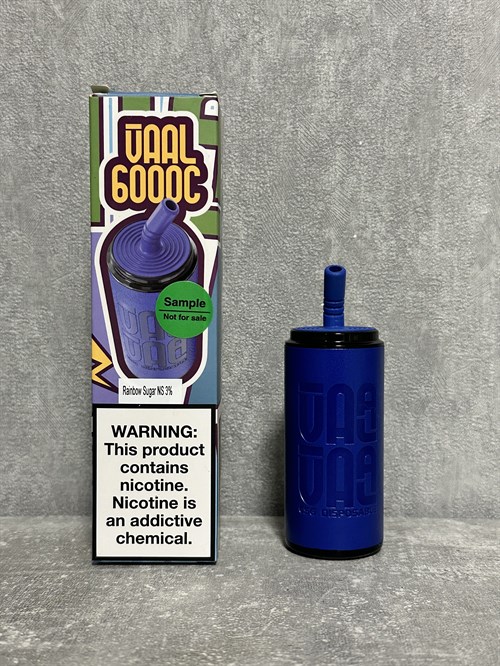 VAAL
6000C
Sample
Not for sale
Rainbow Sugar NS 3%
WARNING:
This product
contains
nicotine.
Nicotine is
an addictive
chemical.